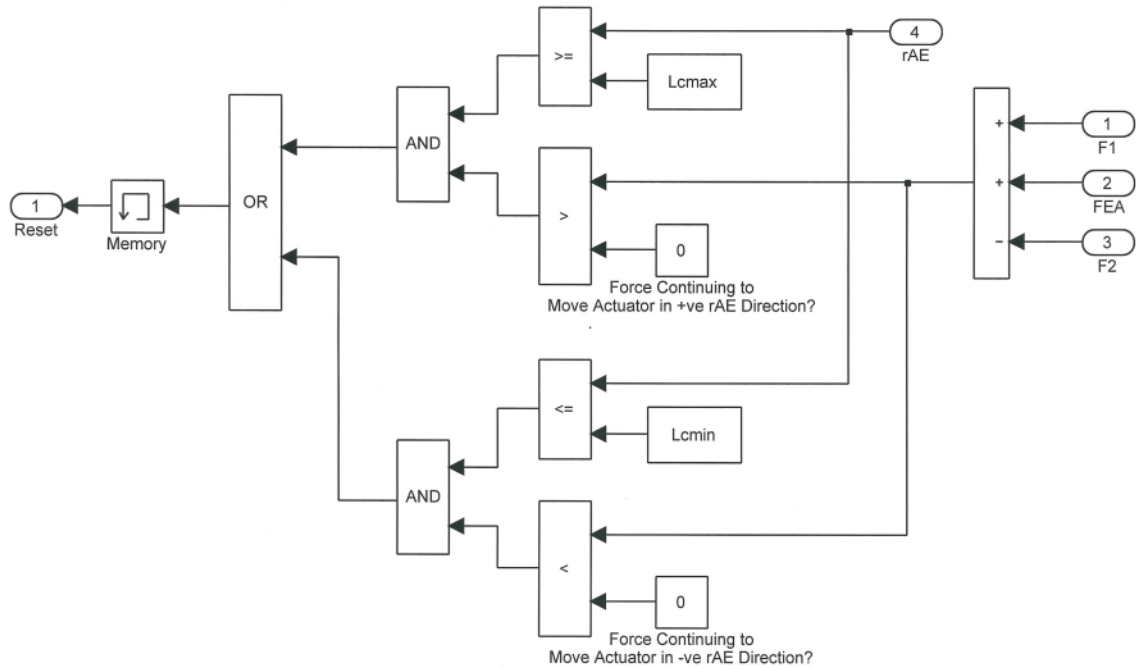 4
rAE
>=
Lcmax
AND
+
1
F1
>
+
2
FEA
OR
1
Reset
Memory
0
−
3
F2
Force Continuing to
Move Actuator in +ve rAE Direction?
<=
Lcmin
AND
<
0
Force Continuing to
Move Actuator in -ve rAE Direction?